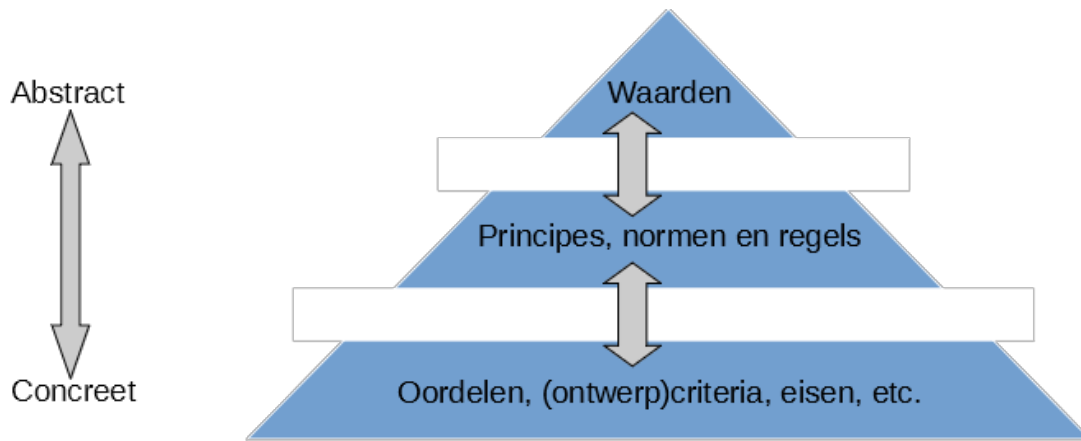 Abstract
Waarden
Principes, normen en regels
Concreet
Oordelen, (ontwerp)criteria, eisen, etc.